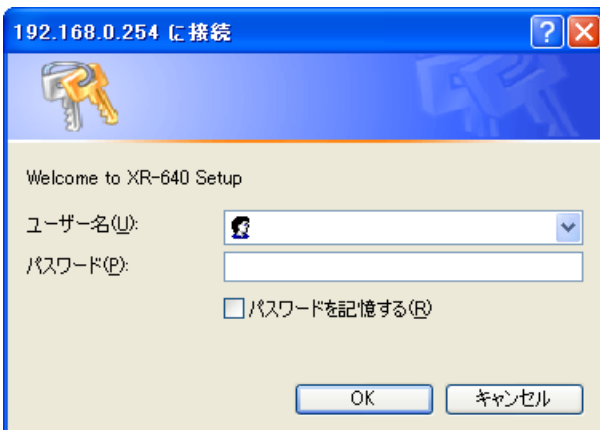 192.168.0.254 に接続
Welcome to XR-640 Setup
ユーザー名(U):
パスワード(P):
パスワードを記憶する(R)
OK
キャンセル